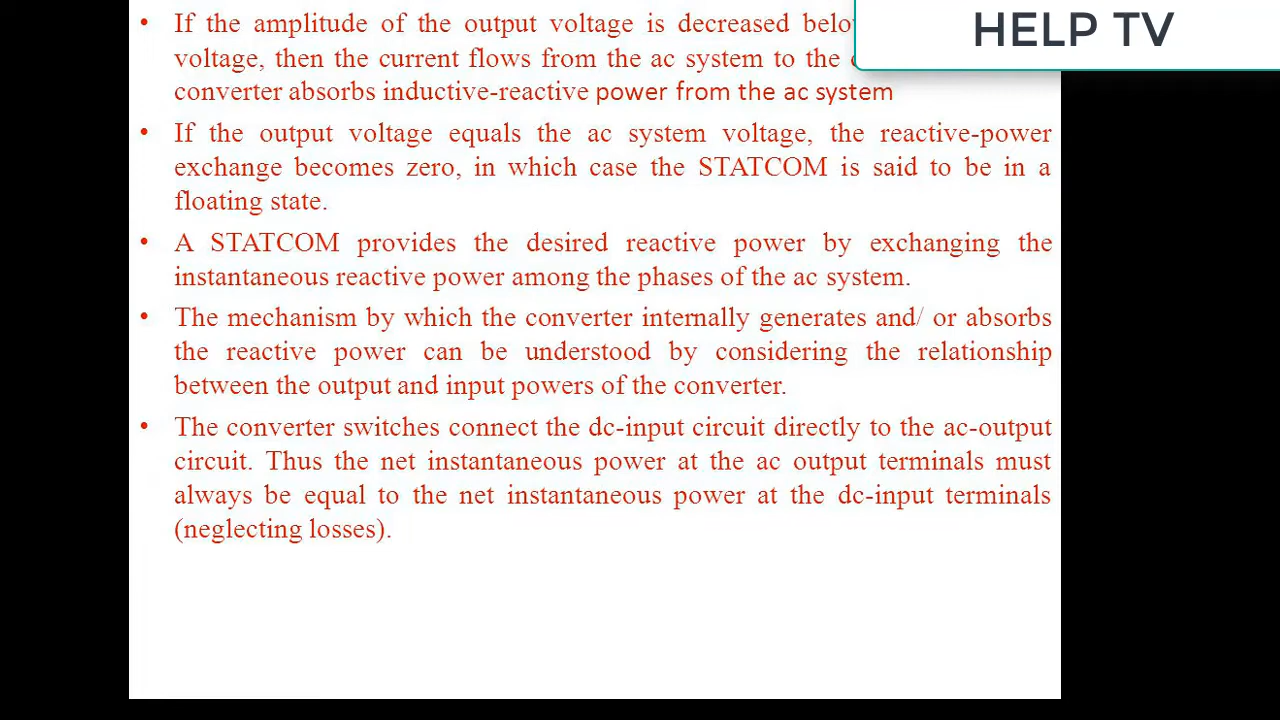 HELP TV
• If the amplitude of the output voltage is decreased
voltage, then the current flows from the ac system to the
converter absorbs inductive-reactive power from the ac system
• If the output voltage equals the ac system voltage, the reactive-power
exchange becomes zero, in which case the STATCOM is said to be in a
floating state.
• A STATCOM provides the desired reactive power by exchanging the
instantaneous reactive power among the phases of the ac system.
• The mechanism by which the converter internally generates and/ or absorbs
the reactive power can be understood by considering the relationship
between the output and input powers of the converter.
• The converter switches connect the dc-input circuit directly to the ac-output
circuit. Thus the net instantaneous power at the ac output terminals must
always be equal to the net instantaneous power at the dc-input terminals
(neglecting losses).